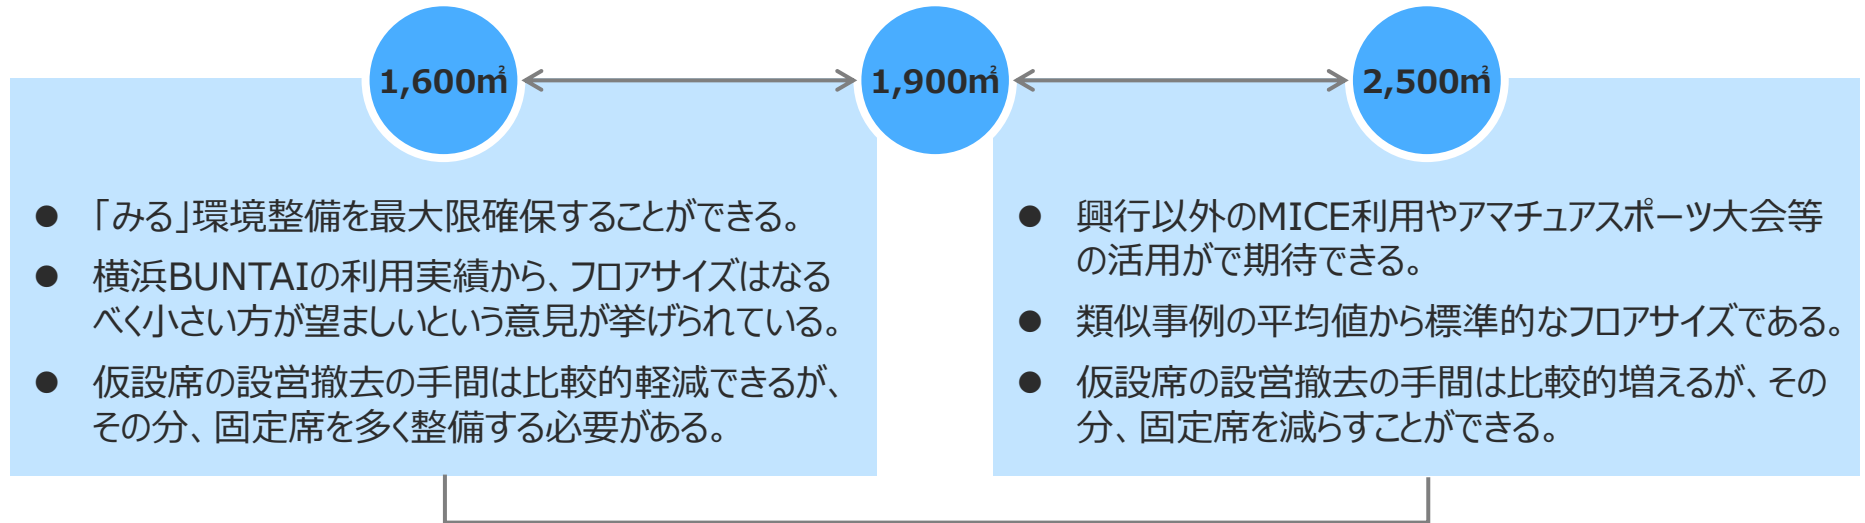 1,600㎡
1,900㎡
2,500㎡
● 「みる」環境整備を最大限確保することができる。
● 横浜BUNTAIの利用実績から、フロアサイズはなる
べく小さい方が望ましいという意見が挙げられている。
● 仮設席の設営撤去の手間は比較的軽減できるが、
その分、固定席を多く整備する必要がある。
● 興行以外のMICE利用やアマチュアスポーツ大会等
の活用がで期待できる。
● 類似事例の平均値から標準的なフロアサイズである。
● 仮設席の設営撤去の手間は比較的増えるが、その
分、固定席を減らすことができる。